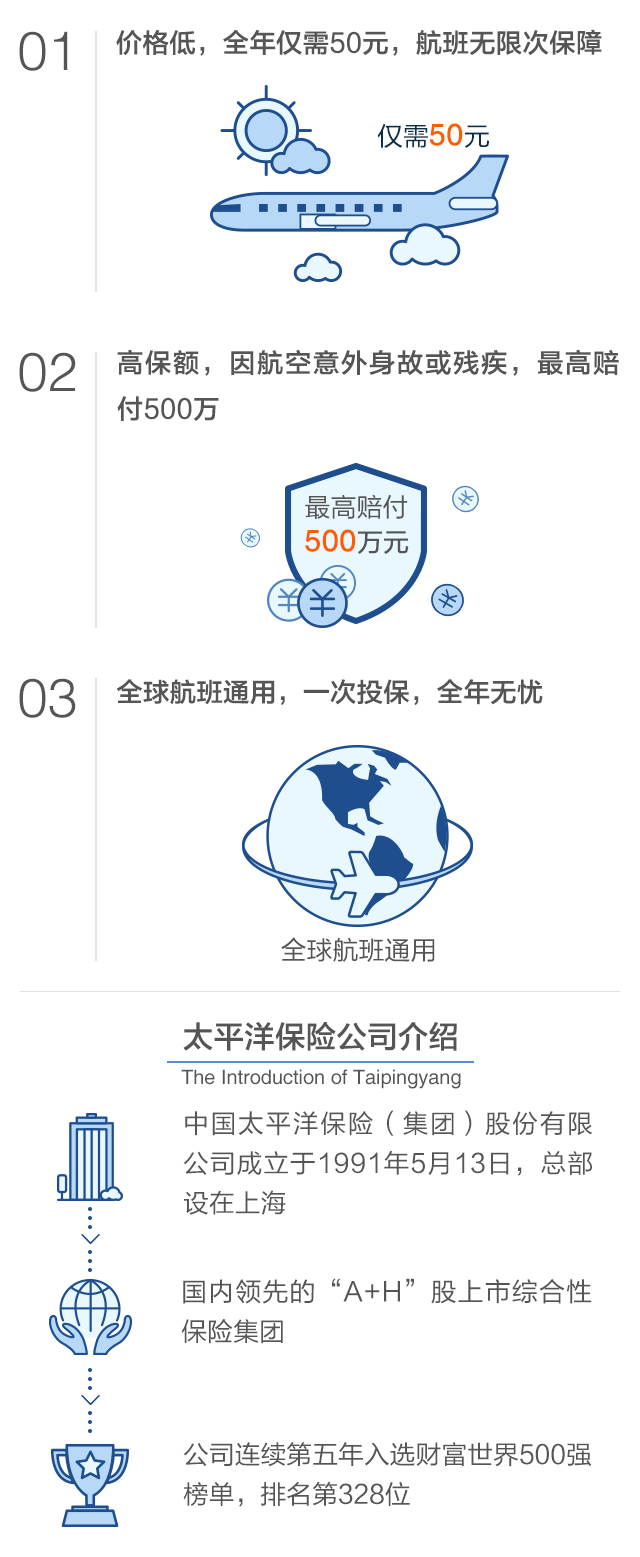 01
价格低，全年仅需50元，航班无限次保障
仅需50元
02
高保额，因航空意外身故或残疾，最高赔
付500万
最高赔付
500万元
03
全球航班通用，一次投保，全年无忧
全球航班通用
太平洋保险公司介绍
The Introduction of Taipingyang
中国太平洋保险（集团）股份有限
公司成立于1991年5月13日，总部
设在上海
国内领先的“A+H”股上市综合性
保险集团
公司连续第五年入选财富世界500强
榜单，排名第328位